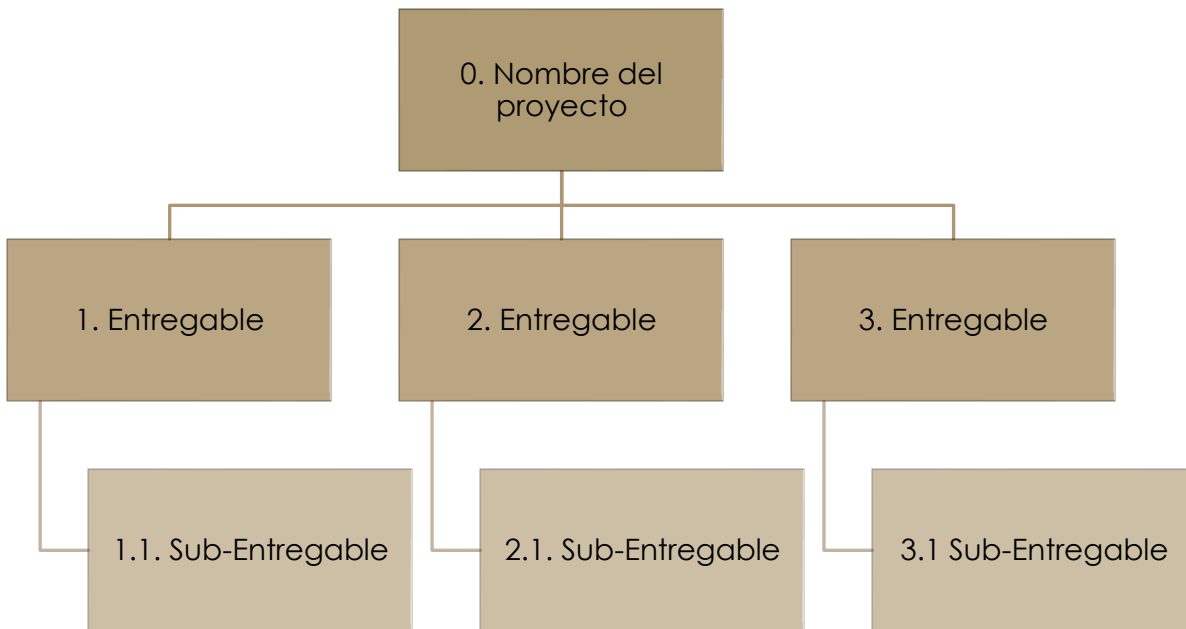 0. Nombre del
proyecto
1. Entregable
2. Entregable
3. Entregable
1.1. Sub-Entregable
2.1. Sub-Entregable
3.1 Sub-Entregable